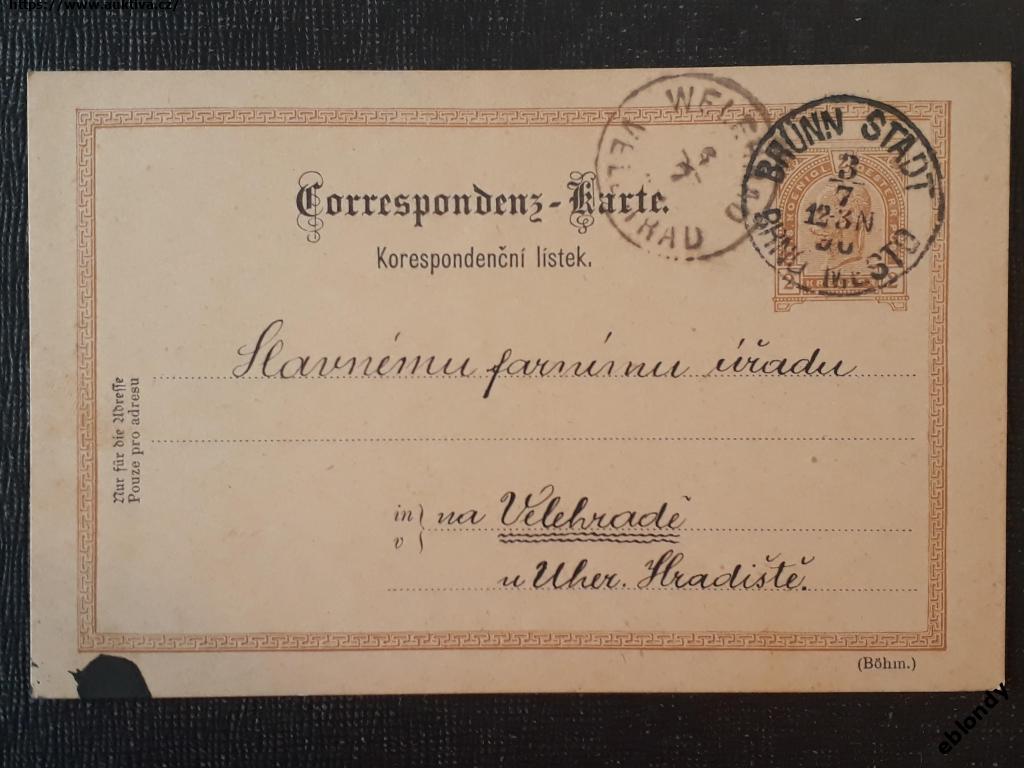 https://www.auktiva.cz/
WELEHRAD
VELEHRAD
BRÜNN STADT
3
7
12-3N
BRNO MĚSTO
Correspondenz-Karte.
Korespondenční lístek.
Slavnému farnímu úřadu
Nur für die Adresse
Pouze pro adresu
in
v
na Velehradě
u Uher. Hradiště.
(Böhm.)
eblondy